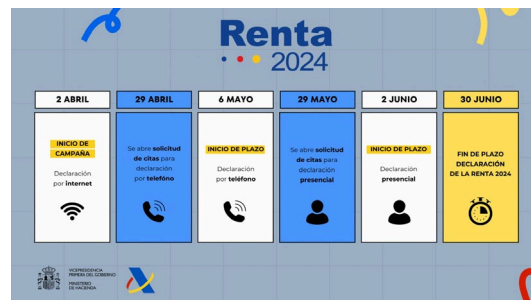 Renta
2024
2 ABRIL
INICIO DE
CAMPAÑA
Declaración
por internet
29 ABRIL
Se abre solicitud
de citas para
declaración
por teléfono
6 MAYO
INICIO DE PLAZO
Declaración
por teléfono
29 MAYO
Se abre solicitud
de citas para
declaración
presencial
2 JUNIO
INICIO DE PLAZO
Declaración
presencial
30 JUNIO
FIN DE PLAZO
DECLARACIÓN
DE LA RENTA 2024
VICEPRESIDENCIA
PRIMERA DEL GOBIERNO
MINISTERIO
DE HACIENDA